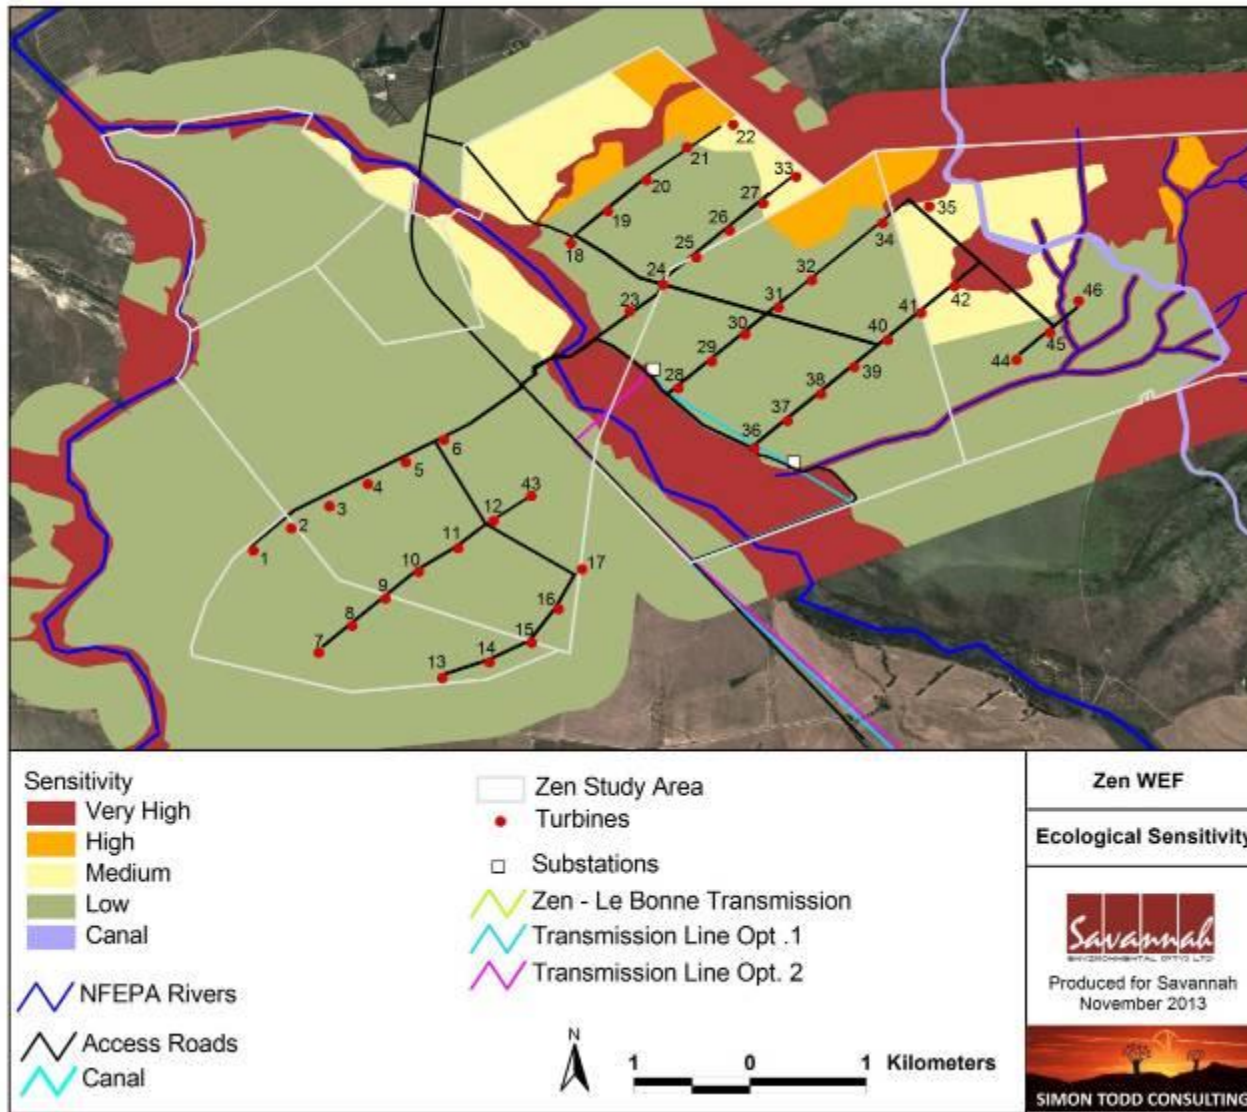 22
21
33
20
27
35
19
26
34
18
25
32
24
46
31
42
23
41
30
40
45
29
44
28
39
38
37
36
6
5
43
4
12
3
2
11
1
10
17
9
16
8
15
7
14
13
Sensitivity
Very High
High
Medium
Low
Canal
NFEPA Rivers
Access Roads
Canal
Zen Study Area
Turbines
Substations
Zen - Le Bonne Transmission
Transmission Line Opt .1
Transmission Line Opt. 2
N
1 0 1 Kilometers
Zen WEF
Ecological Sensitivity
Savannah
ENVIRONMENTAL (PTY) LTD
Produced for Savannah
November 2013
SIMON TODD CONSULTING